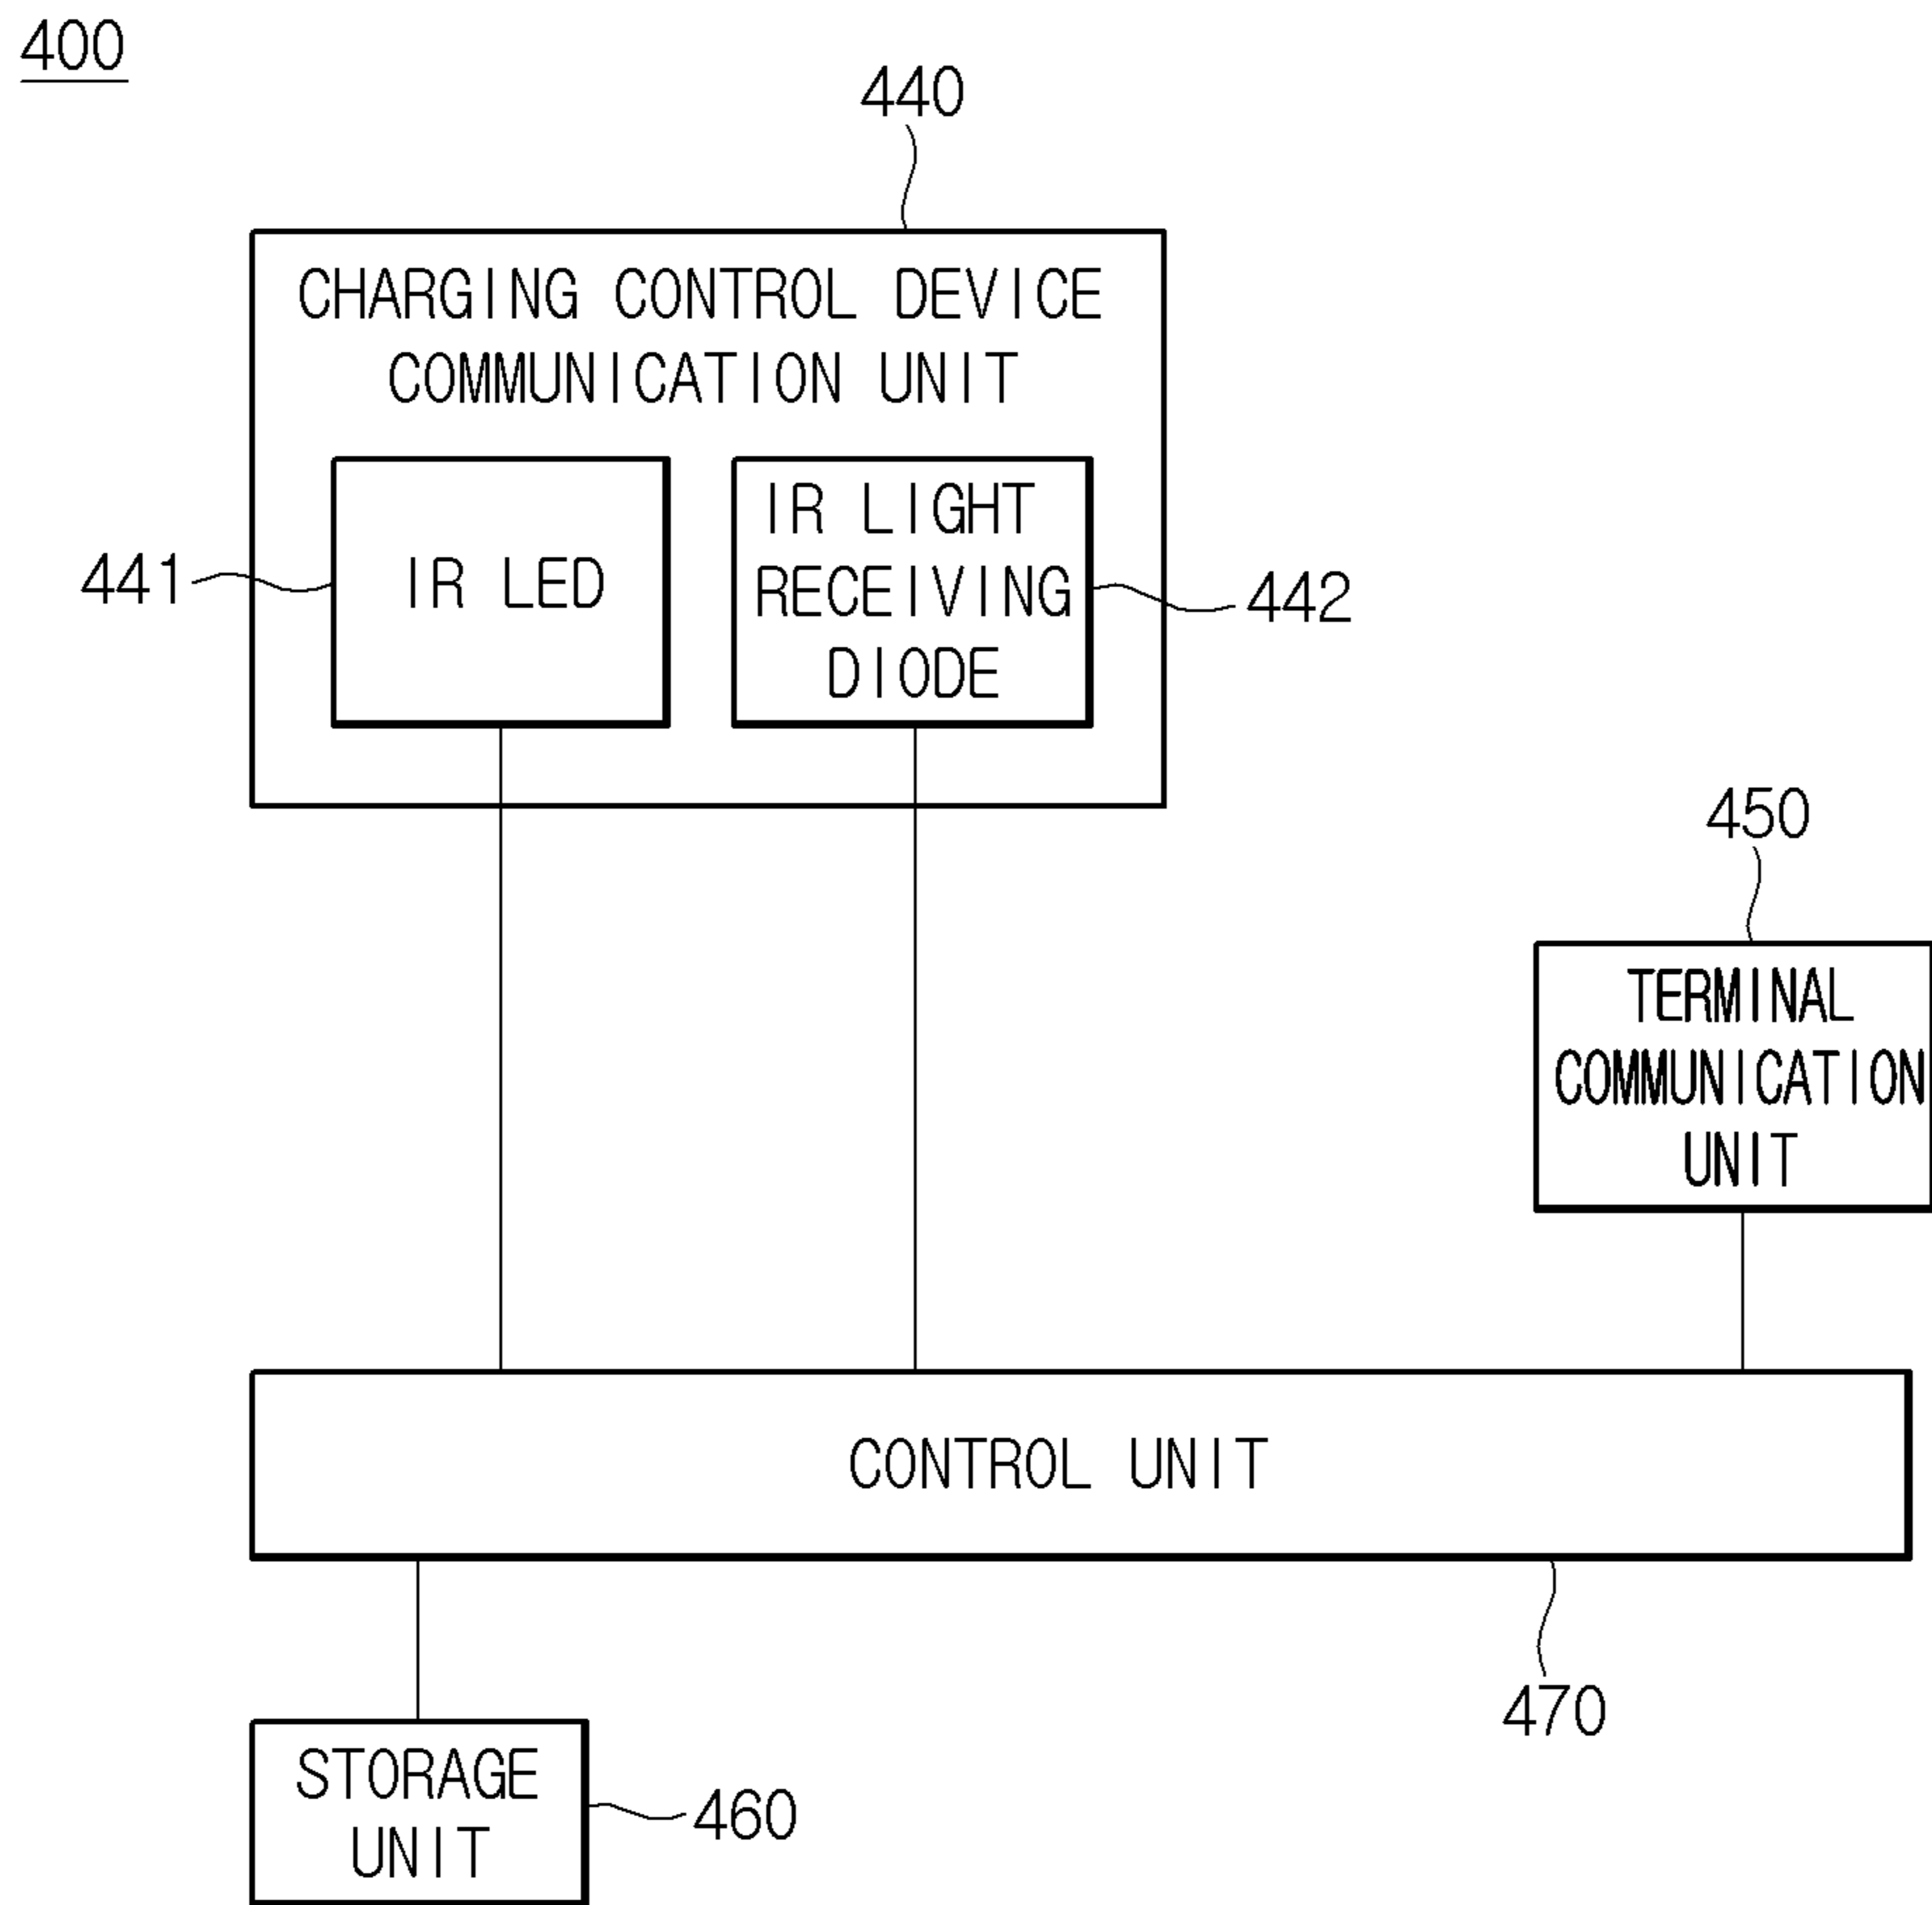 400
440
CHARGING CONTROL DEVICE
COMMUNICATION UNIT
441
IR LED
IR LIGHT
RECEIVING
DIODE
442
450
TERMINAL
COMMUNICATION
UNIT
CONTROL UNIT
470
STORAGE
UNIT
460